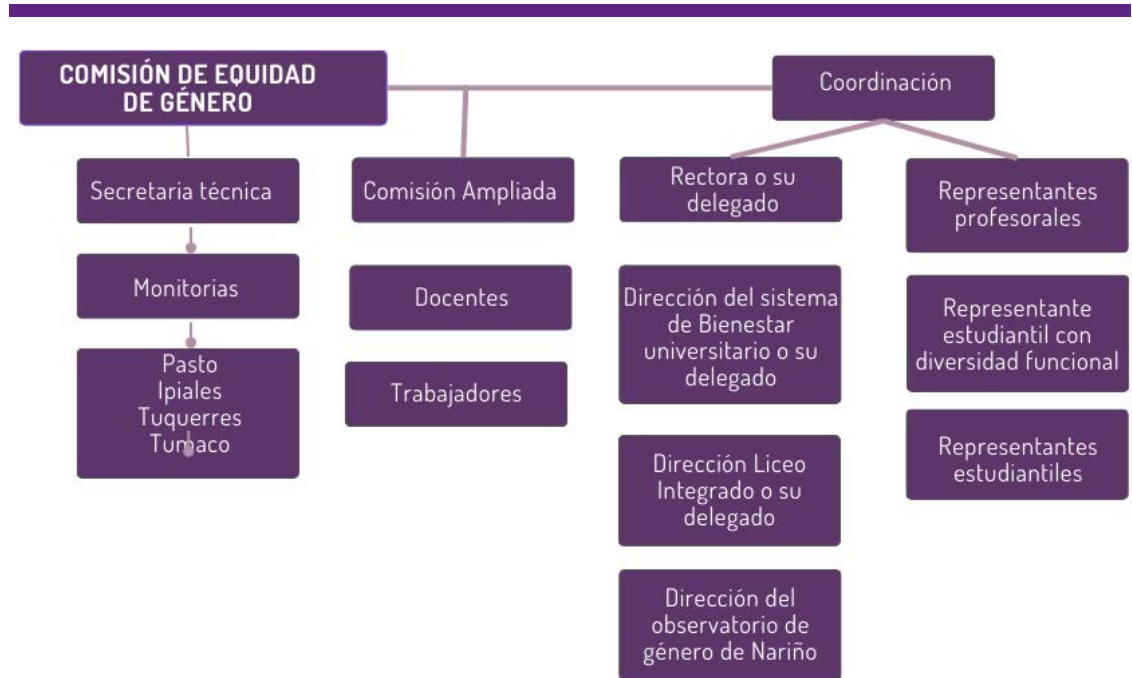 COMISIÓN DE EQUIDAD
DE GÉNERO
Coordinación
Secretaria técnica
Monitorias
Pasto
Ipiales
Tuquerres
Tumaco
Comisión Ampliada
Docentes
Trabajadores
Rectora o su
delegado
Dirección del sistema
de Bienestar
universitario o su
delegado
Dirección Liceo
Integrado o su
delegado
Dirección del
observatorio de
género de Nariño
Representantes
profesorales
Representante
estudiantil con
diversidad funcional
Representantes
estudiantiles